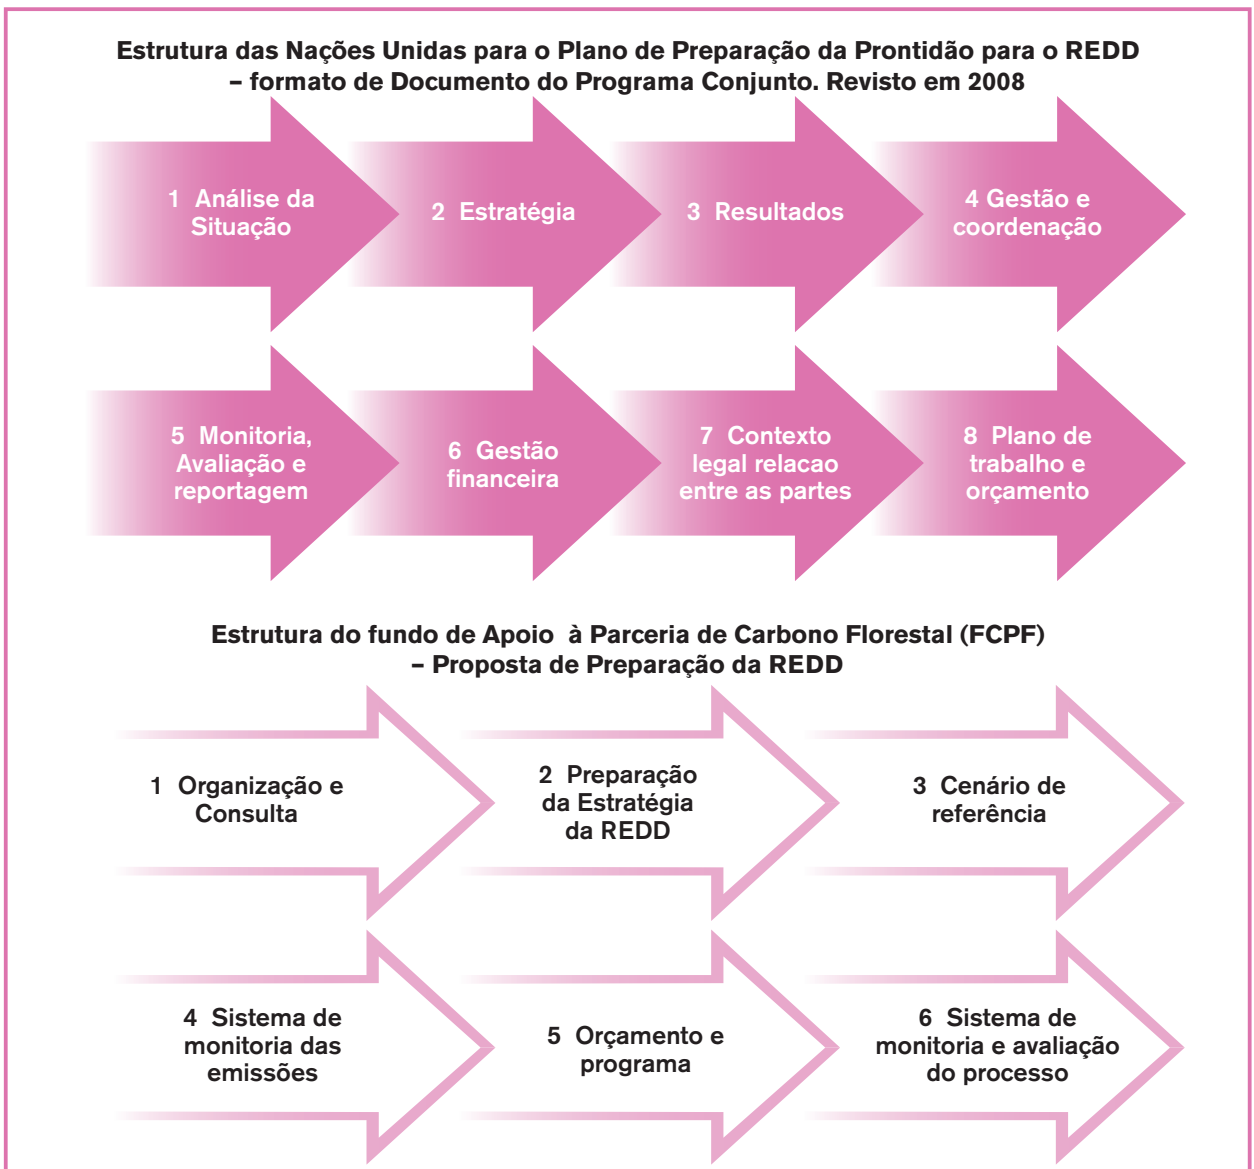 Estrutura das Nações Unidas para o Plano de Preparação da Prontidão para o REDD
– formato de Documento do Programa Conjunto. Revisto em 2008
1 Análise da
Situação
2 Estratégia
3 Resultados
4 Gestão e
coordenação
5 Monitoria,
Avaliação e
reportagem
6 Gestão
financeira
7 Contexto
legal relacao
entre as partes
8 Plano de
trabalho e
orçamento
Estrutura do fundo de Apoio à Parceria de Carbono Florestal (FCPF)
– Proposta de Preparação da REDD
1 Organização e
Consulta
2 Preparação
da Estratégia
da REDD
3 Cenário de
referência
4 Sistema de
monitoria das
emissões
5 Orçamento e
programa
6 Sistema de
monitoria e avaliação
do processo